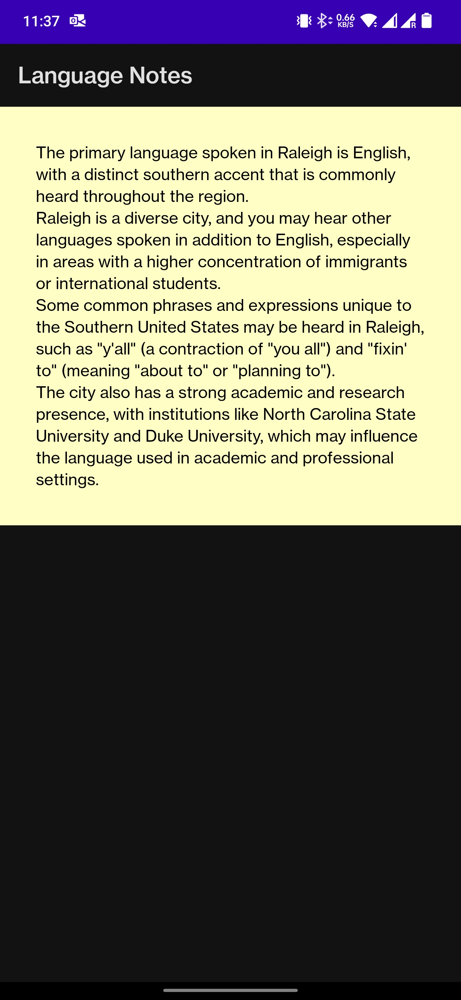 11:37
0.66
KB/S
R
Language Notes
The primary language spoken in Raleigh is English,
with a distinct southern accent that is commonly
heard throughout the region.
Raleigh is a diverse city, and you may hear other
languages spoken in addition to English, especially
in areas with a higher concentration of immigrants
or international students.
Some common phrases and expressions unique to
the Southern United States may be heard in Raleigh,
such as "y'all" (a contraction of "you all") and "fixin'
to" (meaning "about to" or "planning to").
The city also has a strong academic and research
presence, with institutions like North Carolina State
University and Duke University, which may influence
the language used in academic and professional
settings.